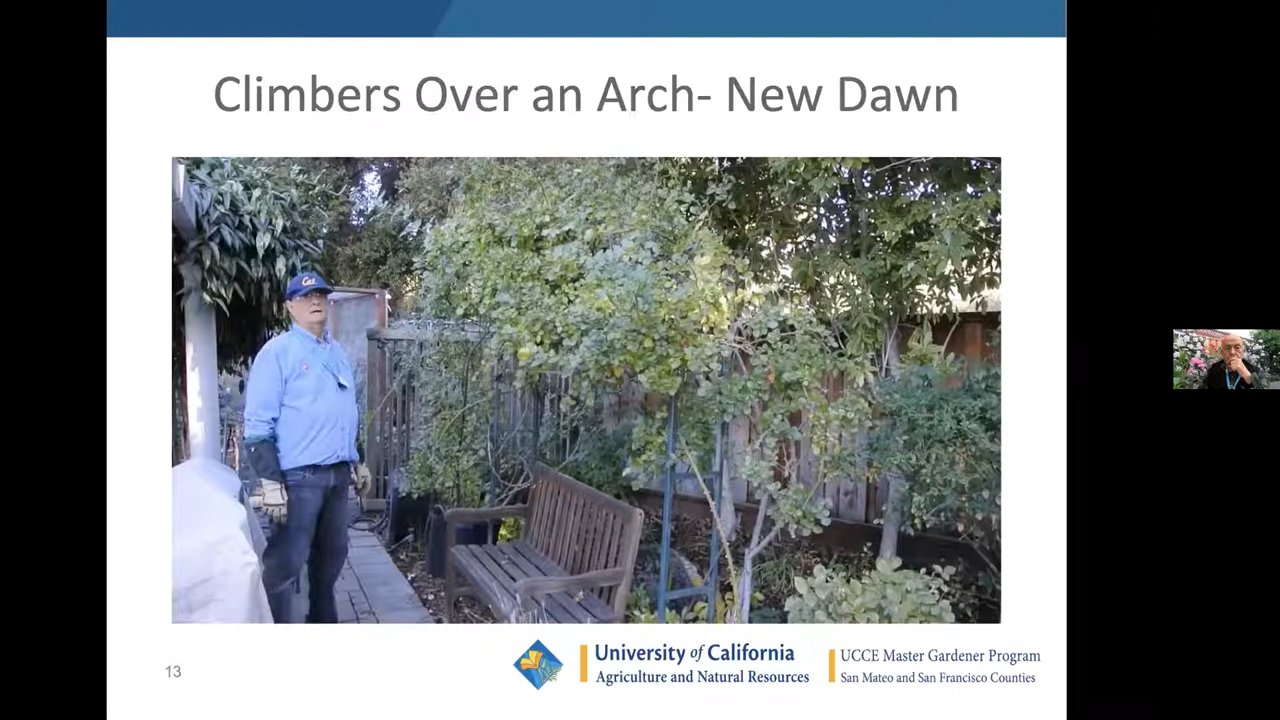 Climbers Over an Arch- New Dawn
Cal
13
University of California
Agriculture and Natural Resources
UCCE Master Gardener Program
San Mateo and San Francisco Counties